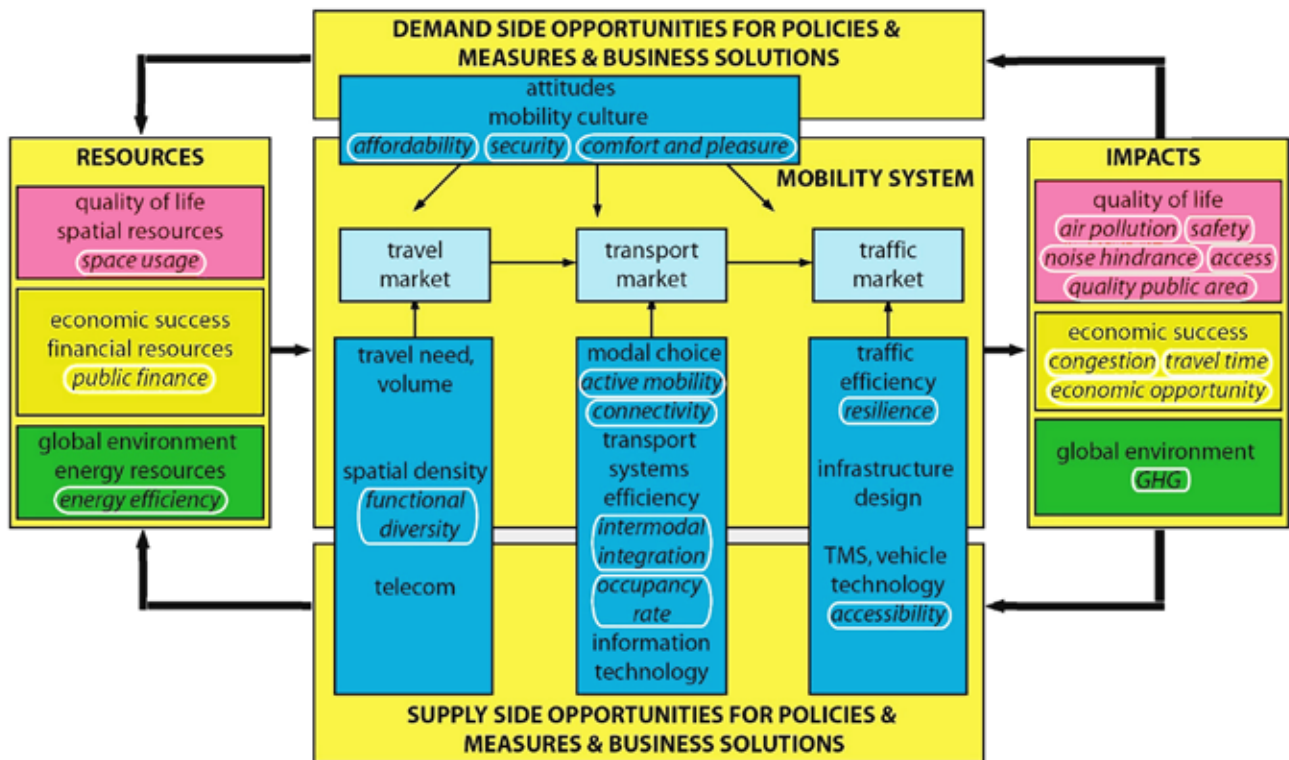 DEMAND SIDE OPPORTUNITIES FOR POLICIES &
MEASURES & BUSINESS SOLUTIONS
attitudes
mobility culture
affordability security comfort and pleasure
RESOURCES
quality of life
spatial resources
space usage
economic success
financial resources
public finance
global environment
energy resources
energy efficiency
MOBILITY SYSTEM
travel
market
transport
market
traffic
market
travel need,
volume
spatial density
functional
diversity
telecom
modal choice
active mobility
connectivity
transport
systems
efficiency
intermodal
integration
occupancy
rate
information
technology
traffic
efficiency
resilience
infrastructure
design
TMS, vehicle
technology
accessibility
IMPACTS
quality of life
air pollution safety
noise hindrance access
quality public area
economic success
congestion travel time
economic opportunity
global environment
GHG
SUPPLY SIDE OPPORTUNITIES FOR POLICIES &
MEASURES & BUSINESS SOLUTIONS